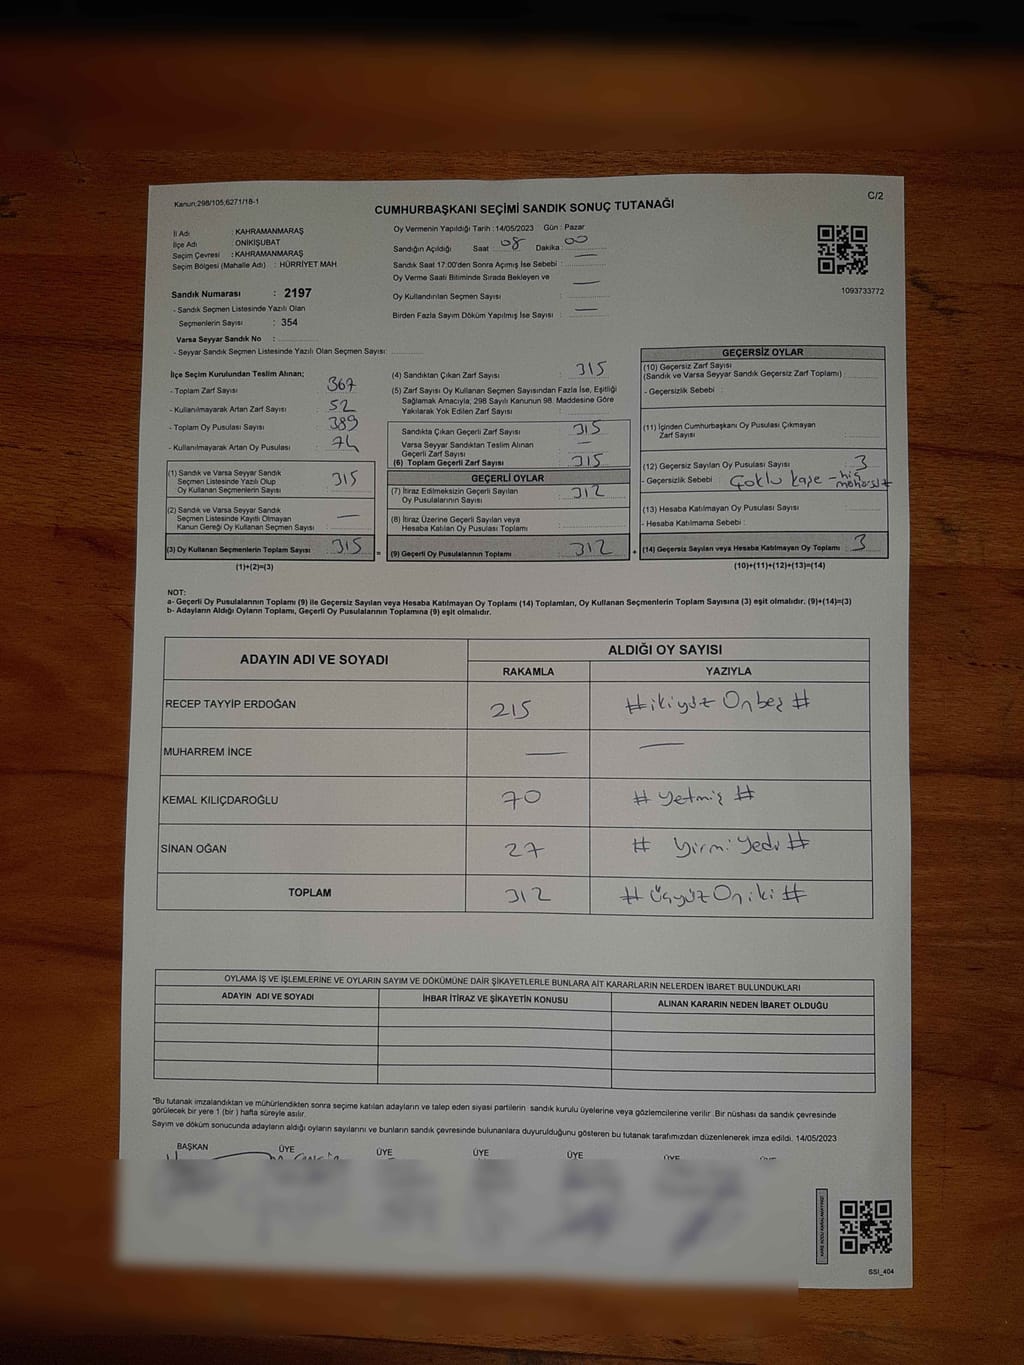 Kanun:298/105;6271/18-1
C/2
CUMHURBAŞKANI SEÇİMİ SANDIK SONUÇ TUTANAĞI
İl Adı : KAHRAMANMARAŞ
İlçe Adı : ONİKİŞUBAT
Seçim Çevresi : KAHRAMANMARAŞ
Seçim Bölgesi (Mahalle Adı) : HÜRRİYET MAH
Sandık Numarası : 2197
- Sandık Seçmen Listesinde Yazılı Olan
Seçmenlerin Sayısı : 354
Varsa Seyyar Sandık No :
- Seyyar Sandık Seçmen Listesinde Yazılı Olan Seçmen Sayısı:
Oy Vermenin Yapıldığı Tarih : 14/05/2023 Gün : Pazar
Sandığın Açıldığı Saat : 08 Dakika : 00
Sandık Saat 17:00'den Sonra Açmış İse Sebebi : —
Oy Verme Saati Bitiminde Sırada Bekleyen ve
Oy Kullandırılan Seçmen Sayısı : —
Birden Fazla Sayım Döküm Yapılmış İse Sayısı : —
1093733772
İlçe Seçim Kurulundan Teslim Alınan;
- Toplam Zarf Sayısı : 367
- Kullanılmayarak Artan Zarf Sayısı : 52
- Toplam Oy Pusulası Sayısı : 389
- Kullanılmayarak Artan Oy Pusulası : 74
(1) Sandık ve Varsa Seyyar Sandık
Seçmen Listesinde Yazılı Olup
Oy Kullanan Seçmenlerin Sayısı : 315
(2) Sandık ve Varsa Seyyar Sandık
Seçmen Listesinde Kayıtlı Olmayan
Kanun Gereği Oy Kullanan Seçmen Sayısı : —
(3) Oy Kullanan Seçmenlerin Toplam Sayısı : 315
(1)+(2)=(3)
=
(4) Sandıktan Çıkan Zarf Sayısı : 315
(5) Zarf Sayısı Oy Kullanan Seçmen Sayısından Fazla İse, Eşitliği
Sağlamak Amacıyla; 298 Sayılı Kanunun 98. Maddesine Göre
Yakılarak Yok Edilen Zarf Sayısı :
Sandıkta Çıkan Geçerli Zarf Sayısı : 315
Varsa Seyyar Sandıktan Teslim Alınan
Geçerli Zarf Sayısı : —
(6) Toplam Geçerli Zarf Sayısı : 315
GEÇERLİ OYLAR
(7) İtiraz Edilmeksizin Geçerli Sayılan
Oy Pusulalarının Sayısı : 312
(8) İtiraz Üzerine Geçerli Sayılan veya
Hesaba Katılan Oy Pusulası Toplamı :
(9) Geçerli Oy Pusulalarının Toplamı : 312
+
GEÇERSİZ OYLAR
(10) Geçersiz Zarf Sayısı
(Sandık ve Varsa Seyyar Sandık Geçersiz Zarf Toplamı) :
- Geçersizlik Sebebi :
(11) İçinden Cumhurbaşkanı Oy Pusulası Çıkmayan
Zarf Sayısı :
(12) Geçersiz Sayılan Oy Pusulası Sayısı : 3
- Geçersizlik Sebebi : Çoklu kaşe - hiç
(13) Hesaba Katılmayan Oy Pusulası Sayısı :
- Hesaba Katılmama Sebebi :
(14) Geçersiz Sayılan veya Hesaba Katılmayan Oy Toplamı : 3
(10)+(11)+(12)+(13)=(14)
NOT:
a- Geçerli Oy Pusulalarının Toplamı (9) ile Geçersiz Sayılan veya Hesaba Katılmayan Oy Toplamı (14) Toplamları, Oy Kullanan Seçmenlerin Toplam Sayısına (3) eşit olmalıdır. (9)+(14)=(3)
b- Adayların Aldığı Oyların Toplamı, Geçerli Oy Pusulalarının Toplamına (9) eşit olmalıdır.
ADAYIN ADI VE SOYADI
ALDIĞI OY SAYISI
RAKAMLA YAZIYLA
RECEP TAYYİP ERDOĞAN 215 #ikiyüz Onbeş#
MUHARREM İNCE — —
KEMAL KILIÇDAROĞLU 70 # Yetmiş #
SİNAN OĞAN 27 # YirmiYedi #
TOPLAM 312 #ÜçyüzOniki#
OYLAMA İŞ VE İŞLEMLERİNE VE OYLARIN SAYIM VE DÖKÜMÜNE DAİR ŞİKAYETLERLE BUNLARA AİT KARARLARIN NELERDEN İBARET BULUNDUKLARI
ADAYIN ADI VE SOYADI İHBAR İTİRAZ VE ŞİKAYETİN KONUSU ALINAN KARARIN NEDEN İBARET OLDUĞU
"Bu tutanak imzalandıktan ve mühürlendikten sonra seçime katılan adayların ve talep eden siyasi partilerin sandık kurulu üyelerine veya gözlemcilerine verilir. Bir nüshası da sandık çevresinde
görülecek bir yere 1 (bir ) hafta süreyle asılır.
Sayım ve döküm sonucunda adayların aldığı oyların sayılarını ve bunların sandık çevresinde bulunanlara duyurulduğunu gösteren bu tutanak tarafımızdan düzenlenerek imza edildi. 14/05/2023
BAŞKAN ÜYE ÜYE ÜYE ÜYE ÜYE
KARE KODU KARALAMAYINIZ!
SSI_404